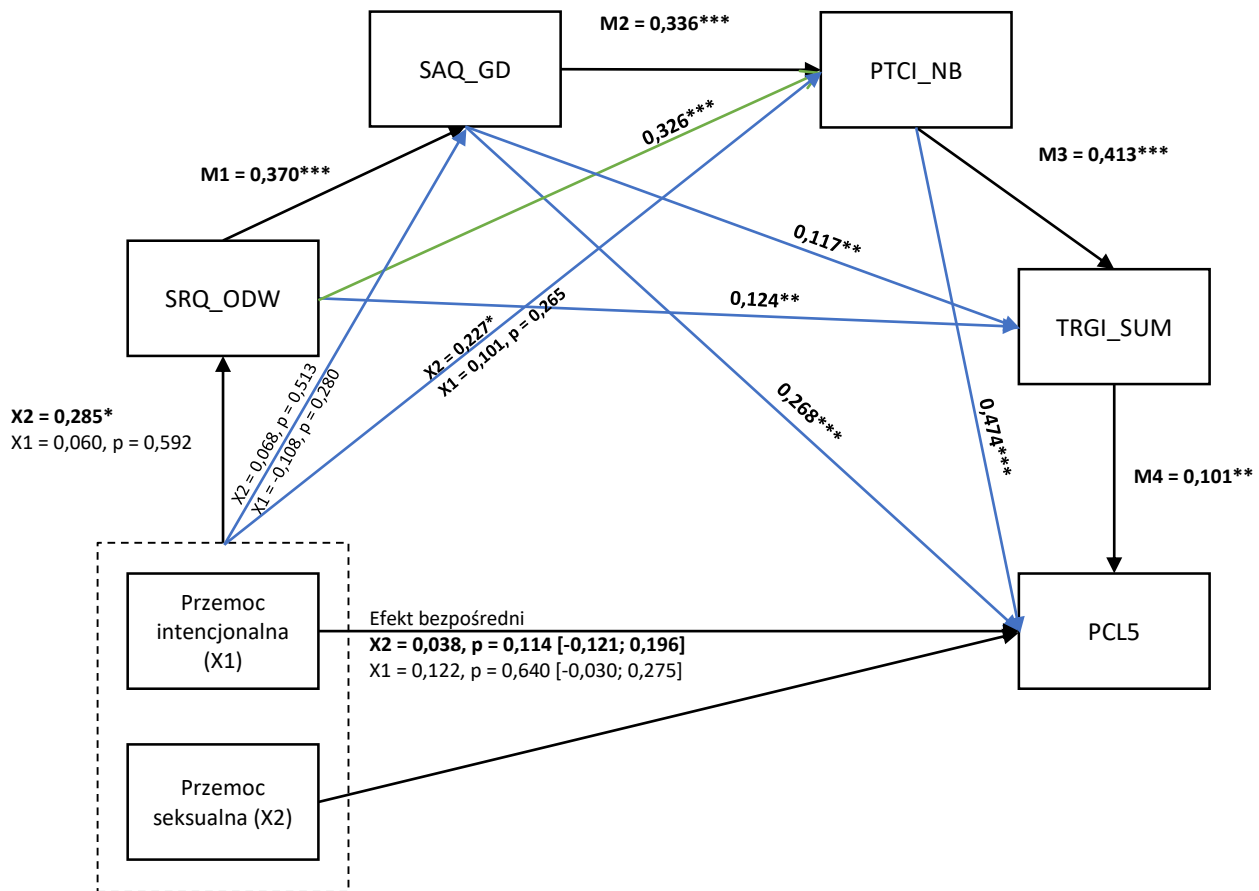 M2 = 0,336***
SAQ_GD
PTCI_NB
0,326***
M1 = 0,370***
M3 = 0,413***
SRQ_ODW
0,117**
0,124**
TRGI_SUM
X2 = 0,227*
X1 = 0,101, p = 0,265
X2 = 0,068, p = 0,513
X1 = -0,108, p = 0,280
0,268***
0,474***
X2 = 0,285*
X1 = 0,060, p = 0,592
M4 = 0,101**
Przemoc
intencjonalna
(X1)
Efekt bezpośredni
X2 = 0,038, p = 0,114 [-0,121; 0,196]
X1 = 0,122, p = 0,640 [-0,030; 0,275]
PCL5
Przemoc
seksualna (X2)